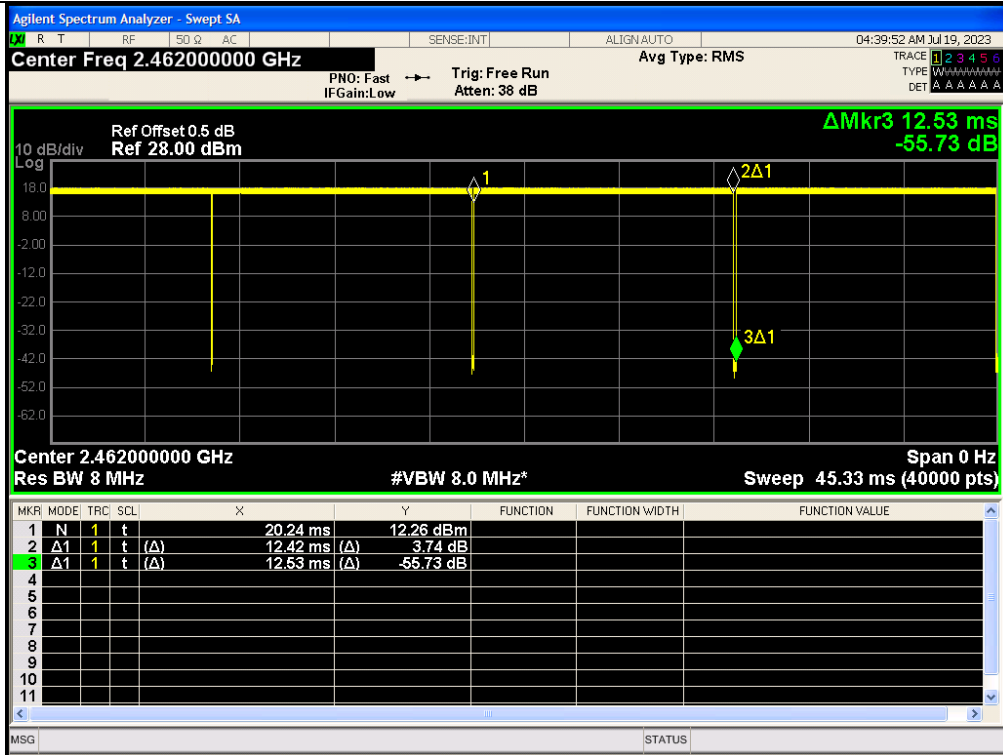 Agilent Spectrum Analyzer - Swept SA
LXI R T RF 50 Ω AC SENSE:INT ALIGN AUTO 04:39:52 AM Jul 19, 2023
Center Freq 2.462000000 GHz Avg Type: RMS TRACE 1 2 3 4 5 6
PNO: Fast Trig: Free Run TYPE WWWWWW
IFGain:Low Atten: 38 dB DET A A A A A A
ΔMkr3 12.53 ms
Ref Offset 0.5 dB
10 dB/div Ref 28.00 dBm -55.73 dB
Log
18.0
1
2Δ1
8.00
-2.00
-12.0
-22.0
-32.0
3Δ1
-42.0
-52.0
-62.0
Center 2.462000000 GHz Span 0 Hz
Res BW 8 MHz #VBW 8.0 MHz* Sweep 45.33 ms (40000 pts)
MKR MODE TRC SCL X Y FUNCTION FUNCTION WIDTH FUNCTION VALUE
1 N 1 t 20.24 ms 12.26 dBm
2 Δ1 1 t (Δ) 12.42 ms (Δ) 3.74 dB
3 Δ1 1 t (Δ) 12.53 ms (Δ) -55.73 dB
4
5
6
7
8
9
10
11
MSG STATUS